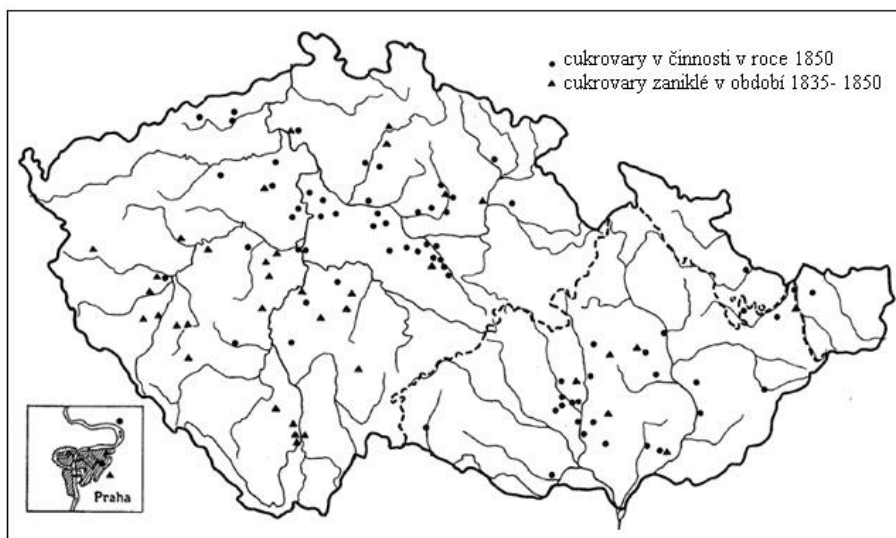 cukrovary v činnosti v roce 1850
cukrovary zaniklé v období 1835- 1850
Praha